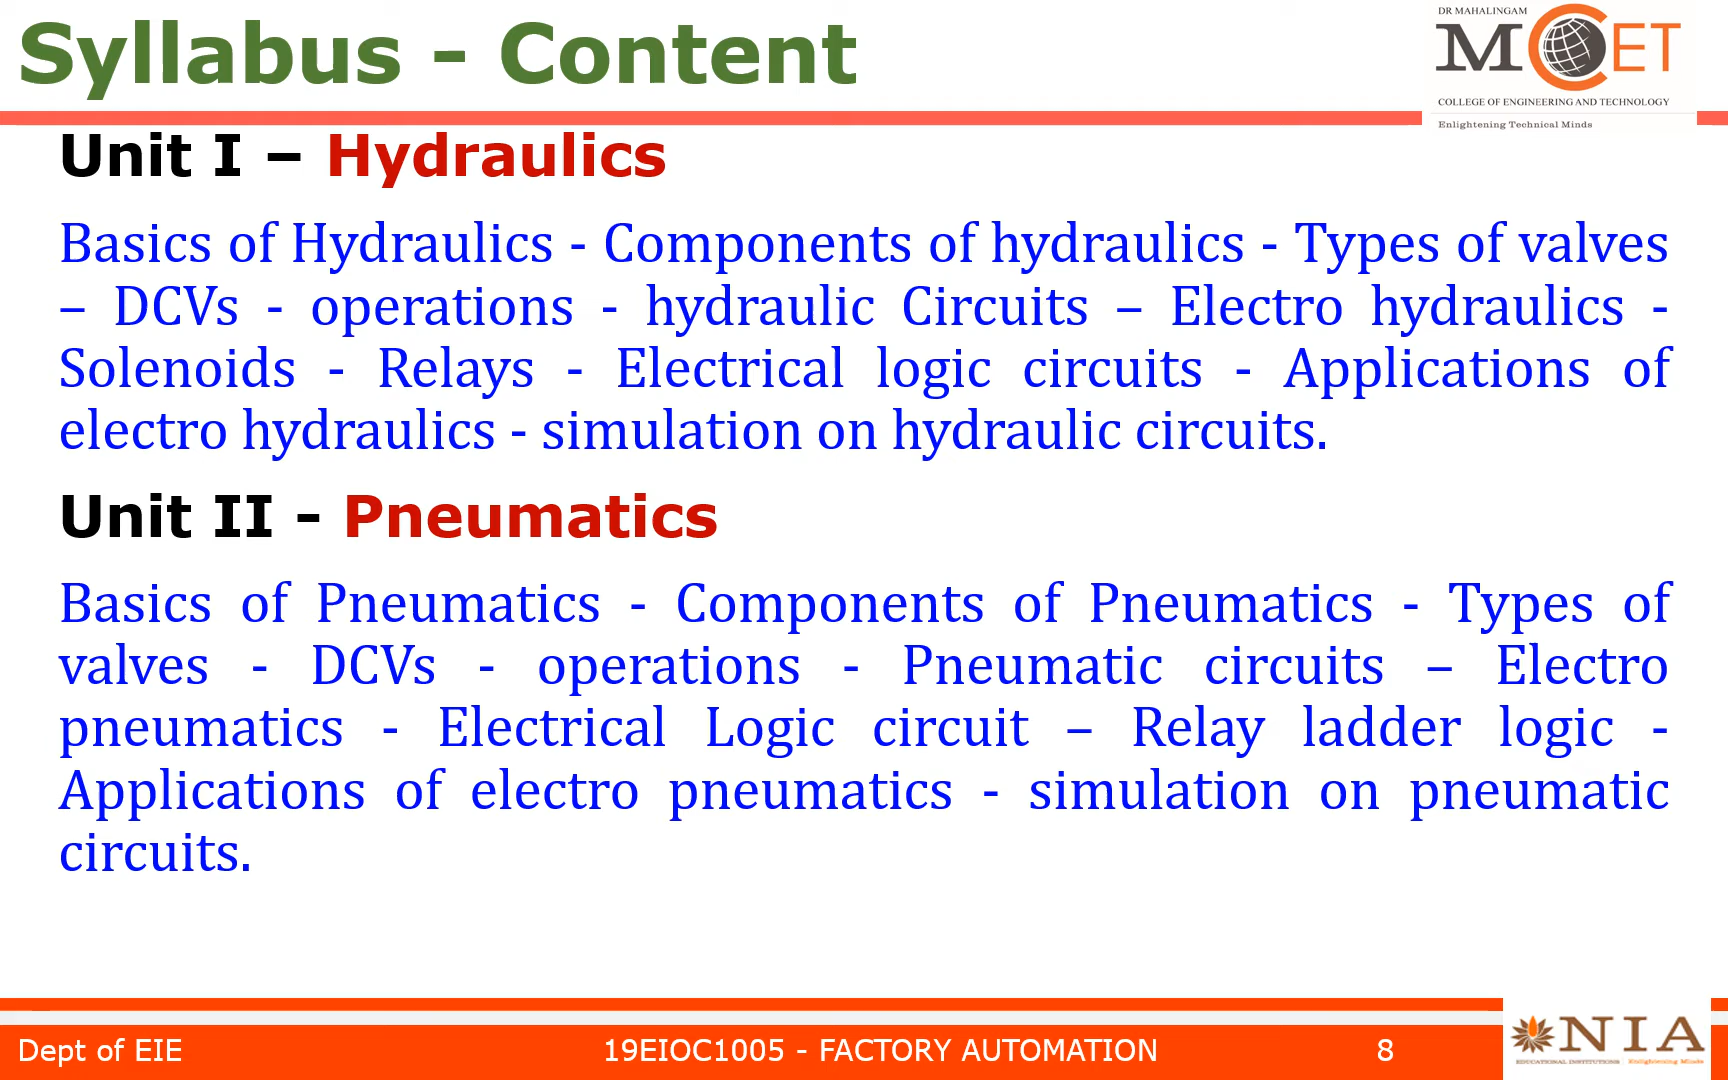 Syllabus - Content
DR MAHALINGAM
MCET
COLLEGE OF ENGINEERING AND TECHNOLOGY
Enlightening Technical Minds
Unit I – Hydraulics
Basics of Hydraulics - Components of hydraulics - Types of valves
– DCVs - operations - hydraulic Circuits – Electro hydraulics -
Solenoids - Relays - Electrical logic circuits - Applications of
electro hydraulics - simulation on hydraulic circuits.
Unit II - Pneumatics
Basics of Pneumatics - Components of Pneumatics - Types of
valves - DCVs - operations - Pneumatic circuits – Electro
pneumatics - Electrical Logic circuit – Relay ladder logic -
Applications of electro pneumatics - simulation on pneumatic
circuits.
Dept of EIE
19EIOC1005 - FACTORY AUTOMATION
8
NIA
EDUCATIONAL INSTITUTIONS Enlightening Minds